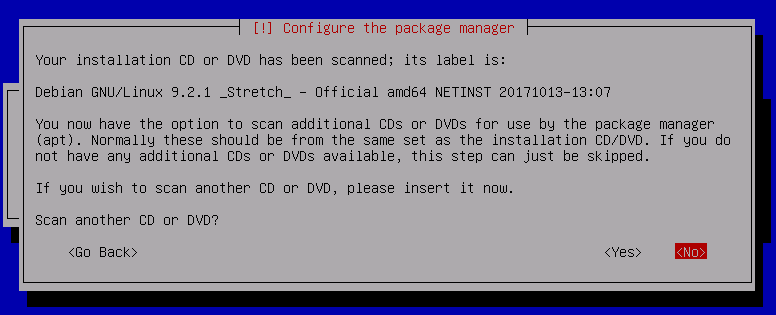 [!] Configure the package manager
Your installation CD or DVD has been scanned; its label is:
Debian GNU/Linux 9.2.1 _Stretch_ - Official amd64 NETINST 20171013-13:07
You now have the option to scan additional CDs or DVDs for use by the package manager
(apt). Normally these should be from the same set as the installation CD/DVD. If you do
not have any additional CDs or DVDs available, this step can just be skipped.
If you wish to scan another CD or DVD, please insert it now.
Scan another CD or DVD?
<Go Back> <Yes> <No>